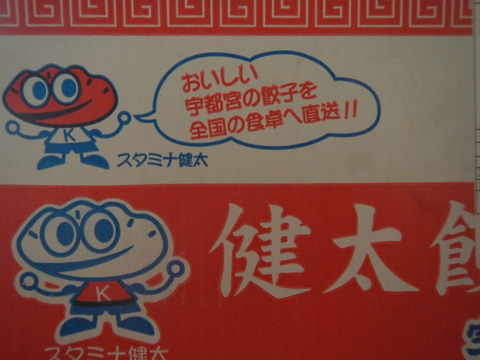 おいしい
宇都宮の餃子を
全国の食卓へ直送!!
K
スタミナ健太
健太
K
スタミナ健太